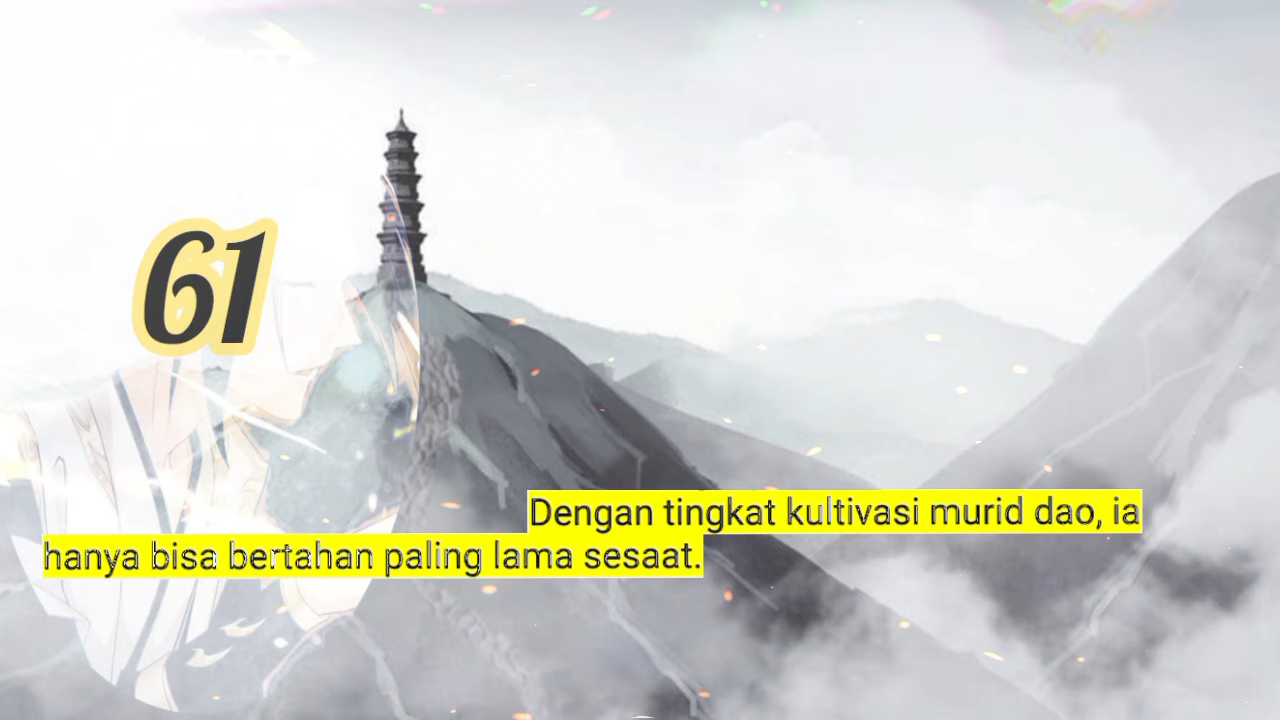 61
Dengan tingkat kultivasi murid dao, ia
hanya bisa bertahan paling lama sesaat.